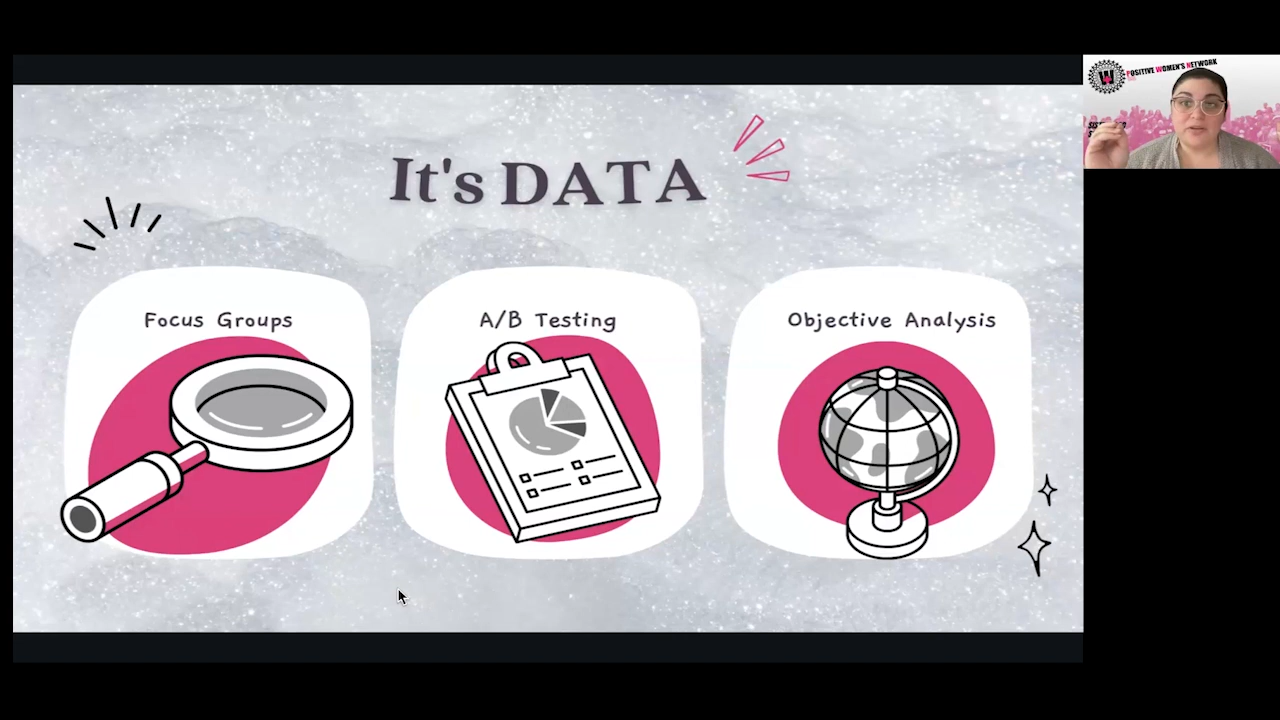 It's DATA
Focus Groups
A/B Testing
Objective Analysis
POSITIVE WOMEN'S NETWORK